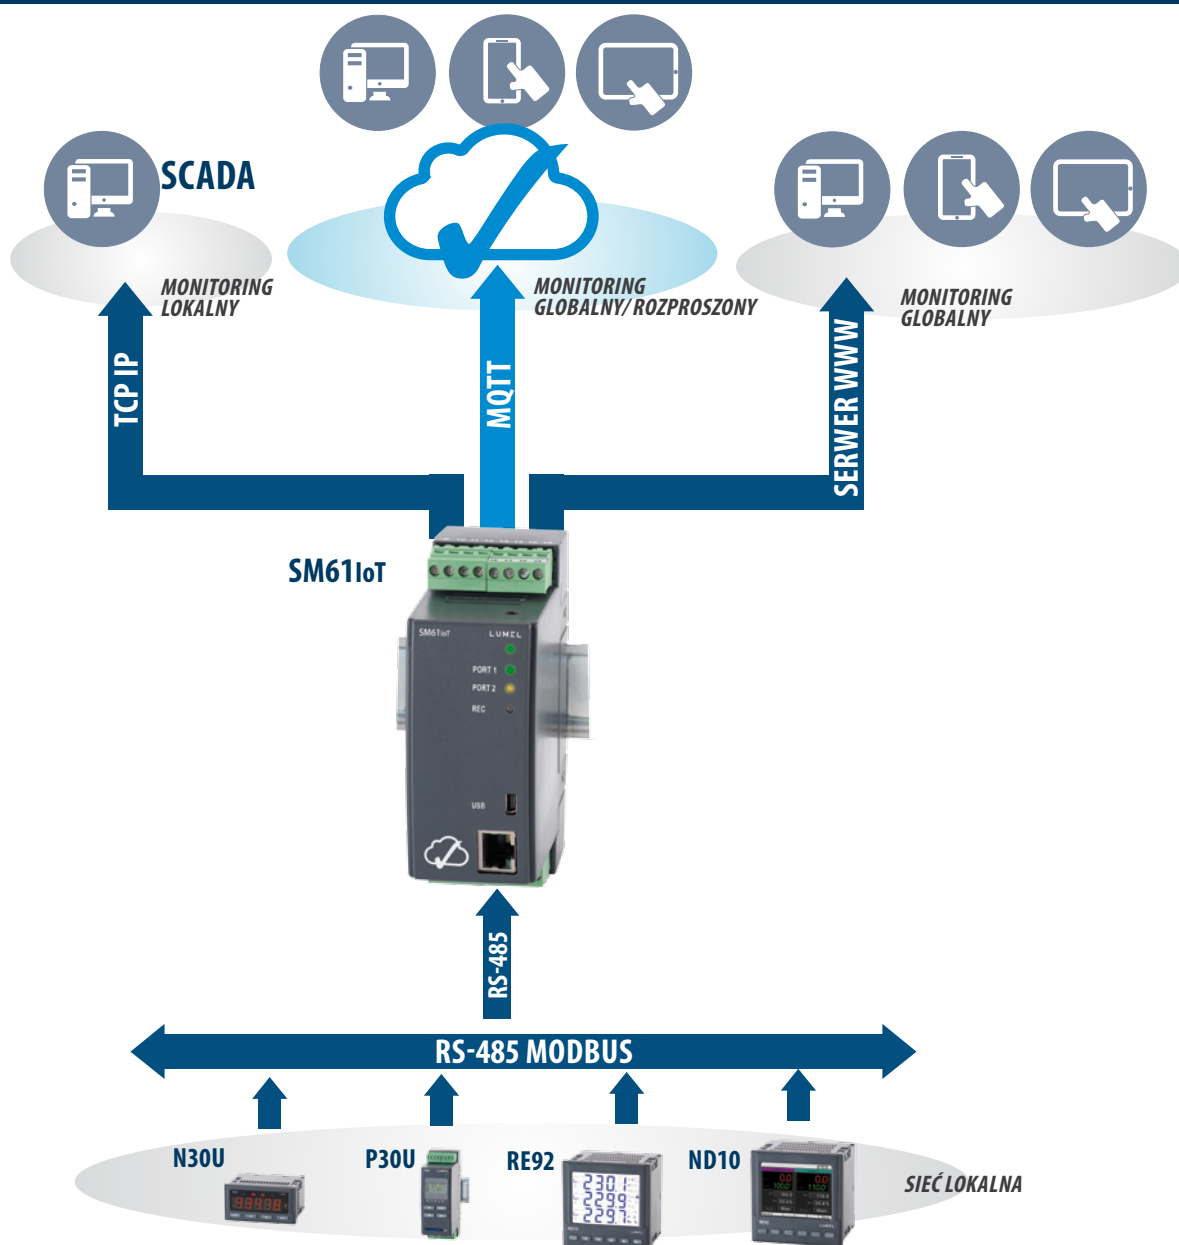 SCADA
MONITORING
LOKALNY
MONITORING
GLOBALNY/ROZPROSZONY
MONITORING
GLOBALNY
TCP IP
MQTT
SERWER WWW
SM61IoT
SM61IoT LUMEL
PORT 1
PORT 2
REC
USB
RS-485
RS-485 MODBUS
N30U
P30U
RE92
ND10
SIEĆ LOKALNA